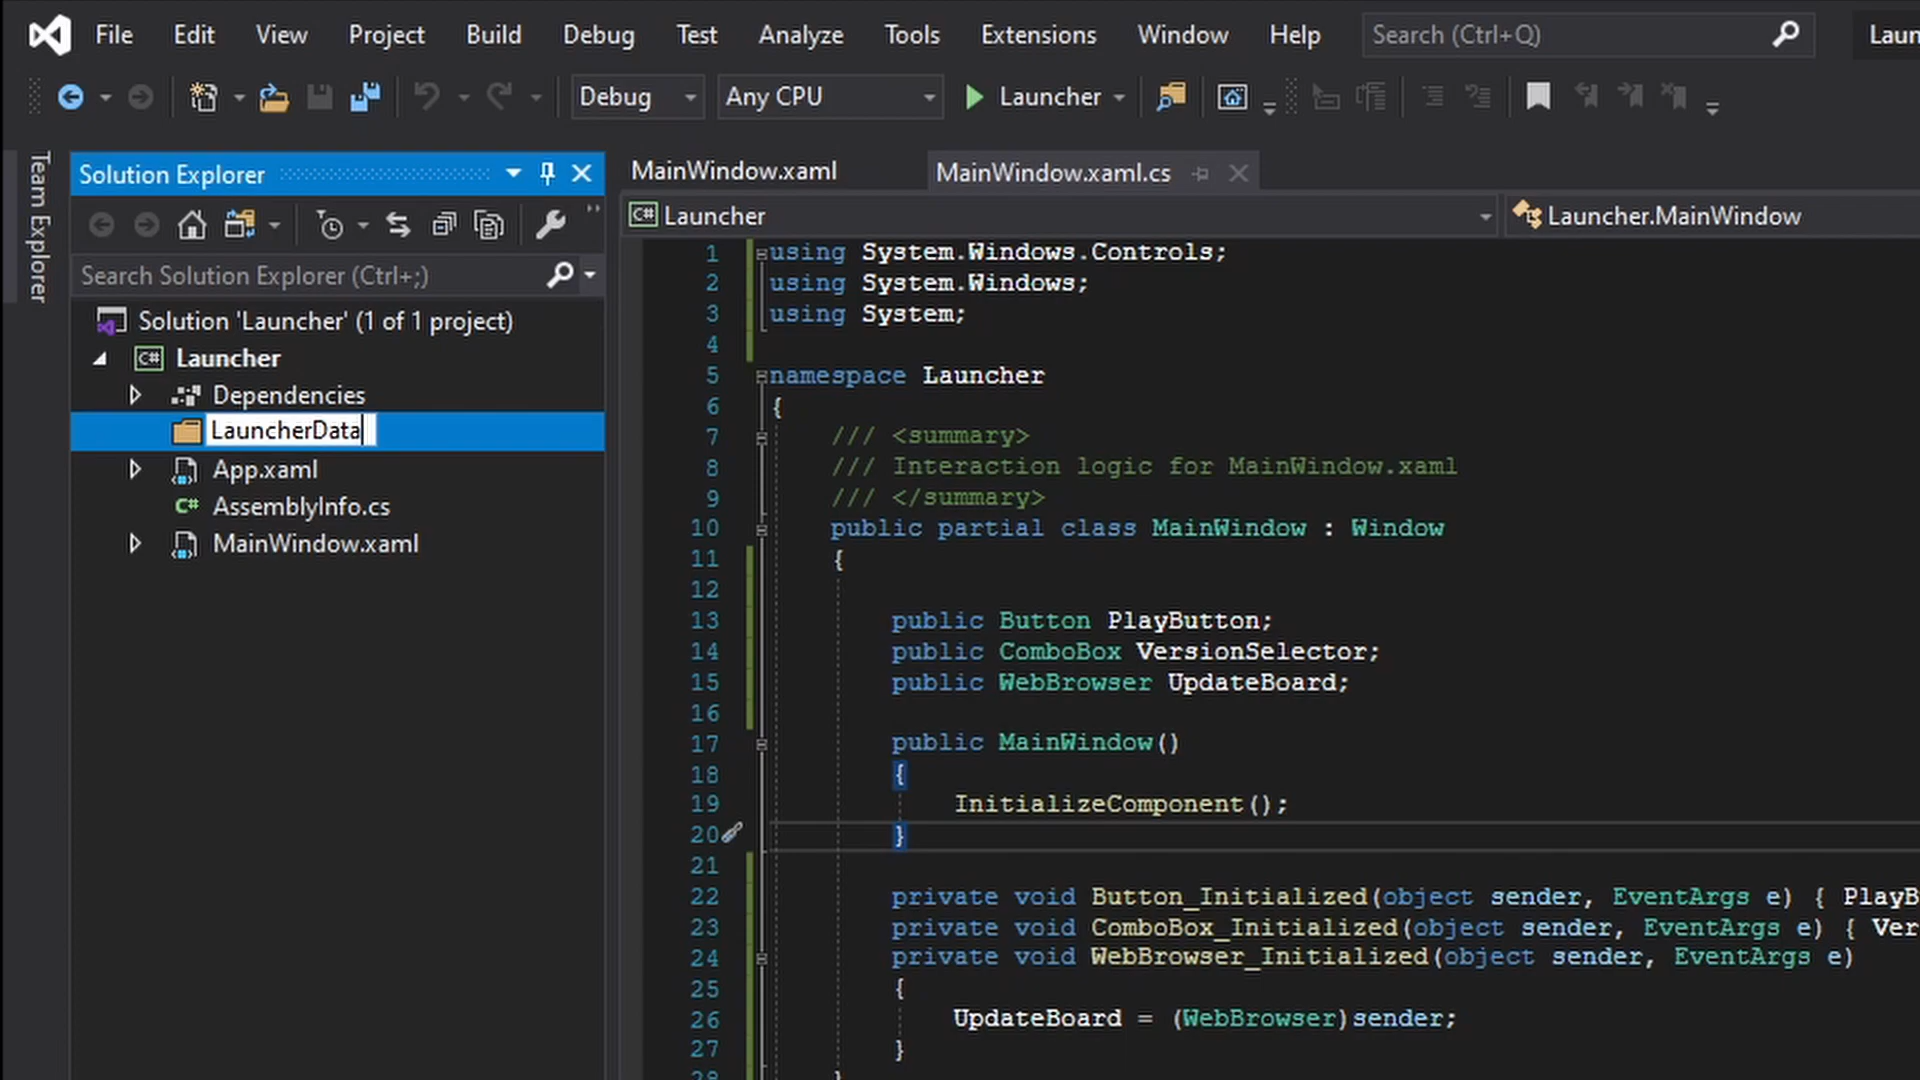 File Edit View Project Build Debug Test Analyze Tools Extensions Window Help Search (Ctrl+Q) Laun
Debug Any CPU Launcher
Team Explorer
Solution Explorer
Search Solution Explorer (Ctrl+;)
Solution 'Launcher' (1 of 1 project)
C# Launcher
Dependencies
LauncherData
App.xaml
C# AssemblyInfo.cs
MainWindow.xaml
MainWindow.xaml MainWindow.xaml.cs
C# Launcher Launcher.MainWindow
1 using System.Windows.Controls;
2 using System.Windows;
3 using System;
4
5 namespace Launcher
6 {
7 /// <summary>
8 /// Interaction logic for MainWindow.xaml
9 /// </summary>
10 public partial class MainWindow : Window
11 {
12
13 public Button PlayButton;
14 public ComboBox VersionSelector;
15 public WebBrowser UpdateBoard;
16
17 public MainWindow()
18 {
19 InitializeComponent();
20 }
21
22 private void Button_Initialized(object sender, EventArgs e) { PlayB
23 private void ComboBox_Initialized(object sender, EventArgs e) { Ver
24 private void WebBrowser_Initialized(object sender, EventArgs e)
25 {
26 UpdateBoard = (WebBrowser)sender;
27 }
28 }